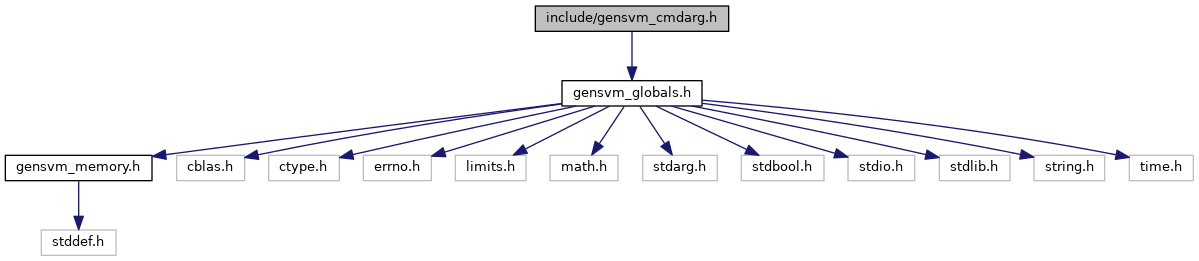 include/gensvm_cmdarg.h
gensvm_globals.h
gensvm_memory.h
cblas.h
ctype.h
errno.h
limits.h
math.h
stdarg.h
stdbool.h
stdio.h
stdlib.h
string.h
time.h
stddef.h